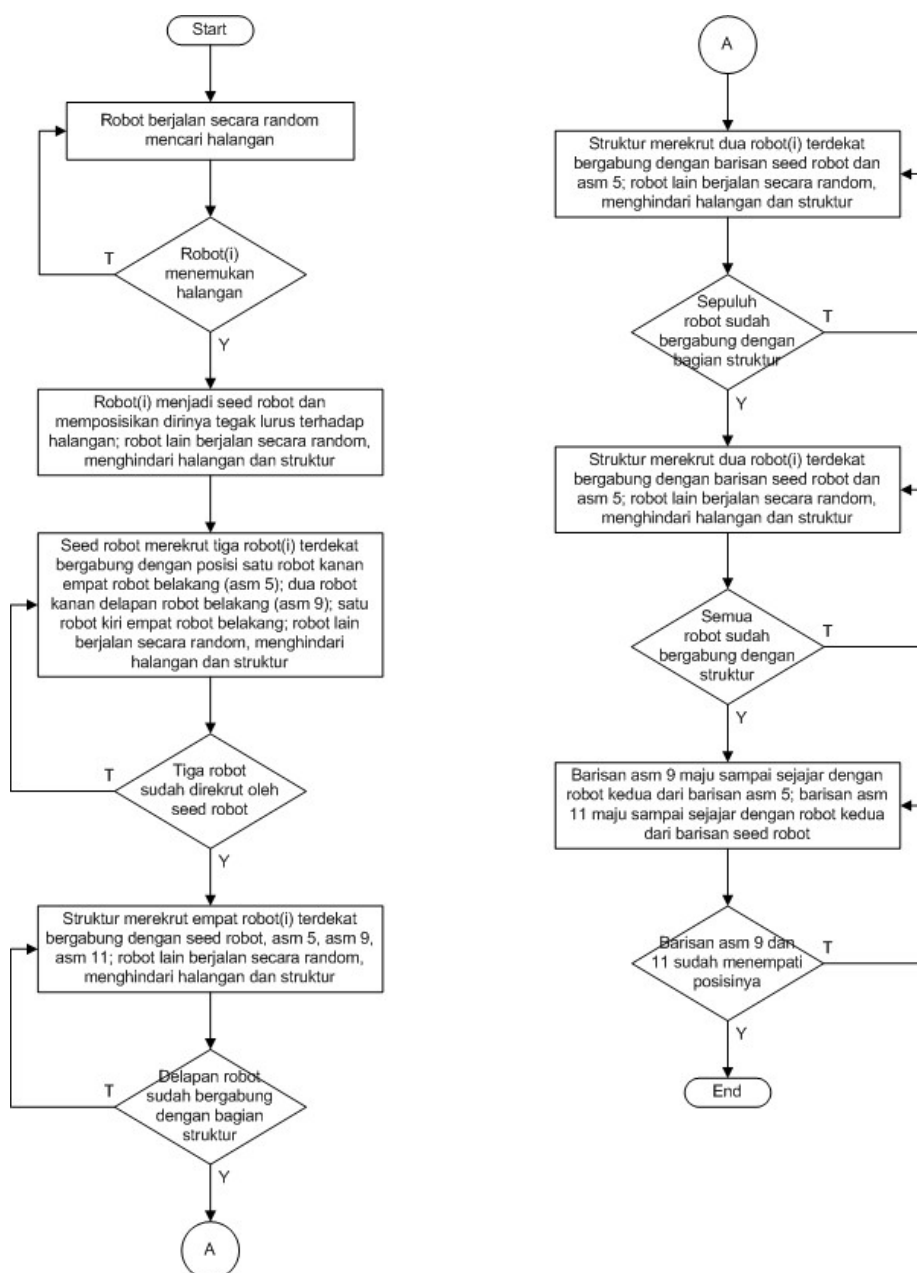 Start
Robot berjalan secara random
mencari halangan
T
Robot(i)
menemukan
halangan
Y
Robot(i) menjadi seed robot dan
memposisikan dirinya tegak lurus terhadap
halangan; robot lain berjalan secara random,
menghindari halangan dan struktur
Seed robot merekrut tiga robot(i) terdekat
bergabung dengan posisi satu robot kanan
empat robot belakang (asm 5); dua robot
kanan delapan robot belakang (asm 9); satu
robot kiri empat robot belakang; robot lain
berjalan secara random, menghindari
halangan dan struktur
T
Tiga robot
sudah direkrut oleh
seed robot
Y
Struktur merekrut empat robot(i) terdekat
bergabung dengan seed robot, asm 5, asm 9,
asm 11; robot lain berjalan secara random,
menghindari halangan dan struktur
T
Delapan robot
sudah bergabung
dengan bagian
struktur
Y
A
A
Struktur merekrut dua robot(i) terdekat
bergabung dengan barisan seed robot dan
asm 5; robot lain berjalan secara random,
menghindari halangan dan struktur
Sepuluh
robot sudah
bergabung dengan
bagian struktur
T
Y
Struktur merekrut dua robot(i) terdekat
bergabung dengan barisan seed robot dan
asm 5; robot lain berjalan secara random,
menghindari halangan dan struktur
Semua
robot sudah
bergabung dengan
struktur
T
Y
Barisan asm 9 maju sampai sejajar dengan
robot kedua dari barisan asm 5; barisan asm
11 maju sampai sejajar dengan robot kedua
dari barisan seed robot
Barisan asm 9 dan
11 sudah menempati
posisinya
T
Y
End